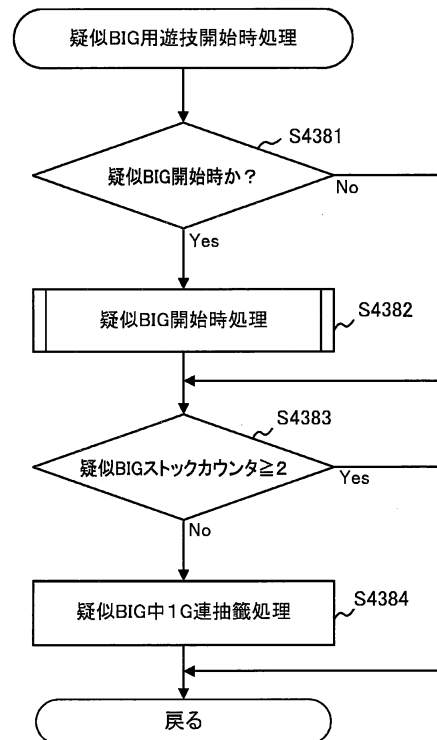 疑似BIG用遊技開始時処理
S4381
疑似BIG開始時か？
No
Yes
疑似BIG開始時処理
S4382
S4383
疑似BIGストックカウンタ≧2
Yes
No
疑似BIG中1G連抽籤処理
S4384
戻る